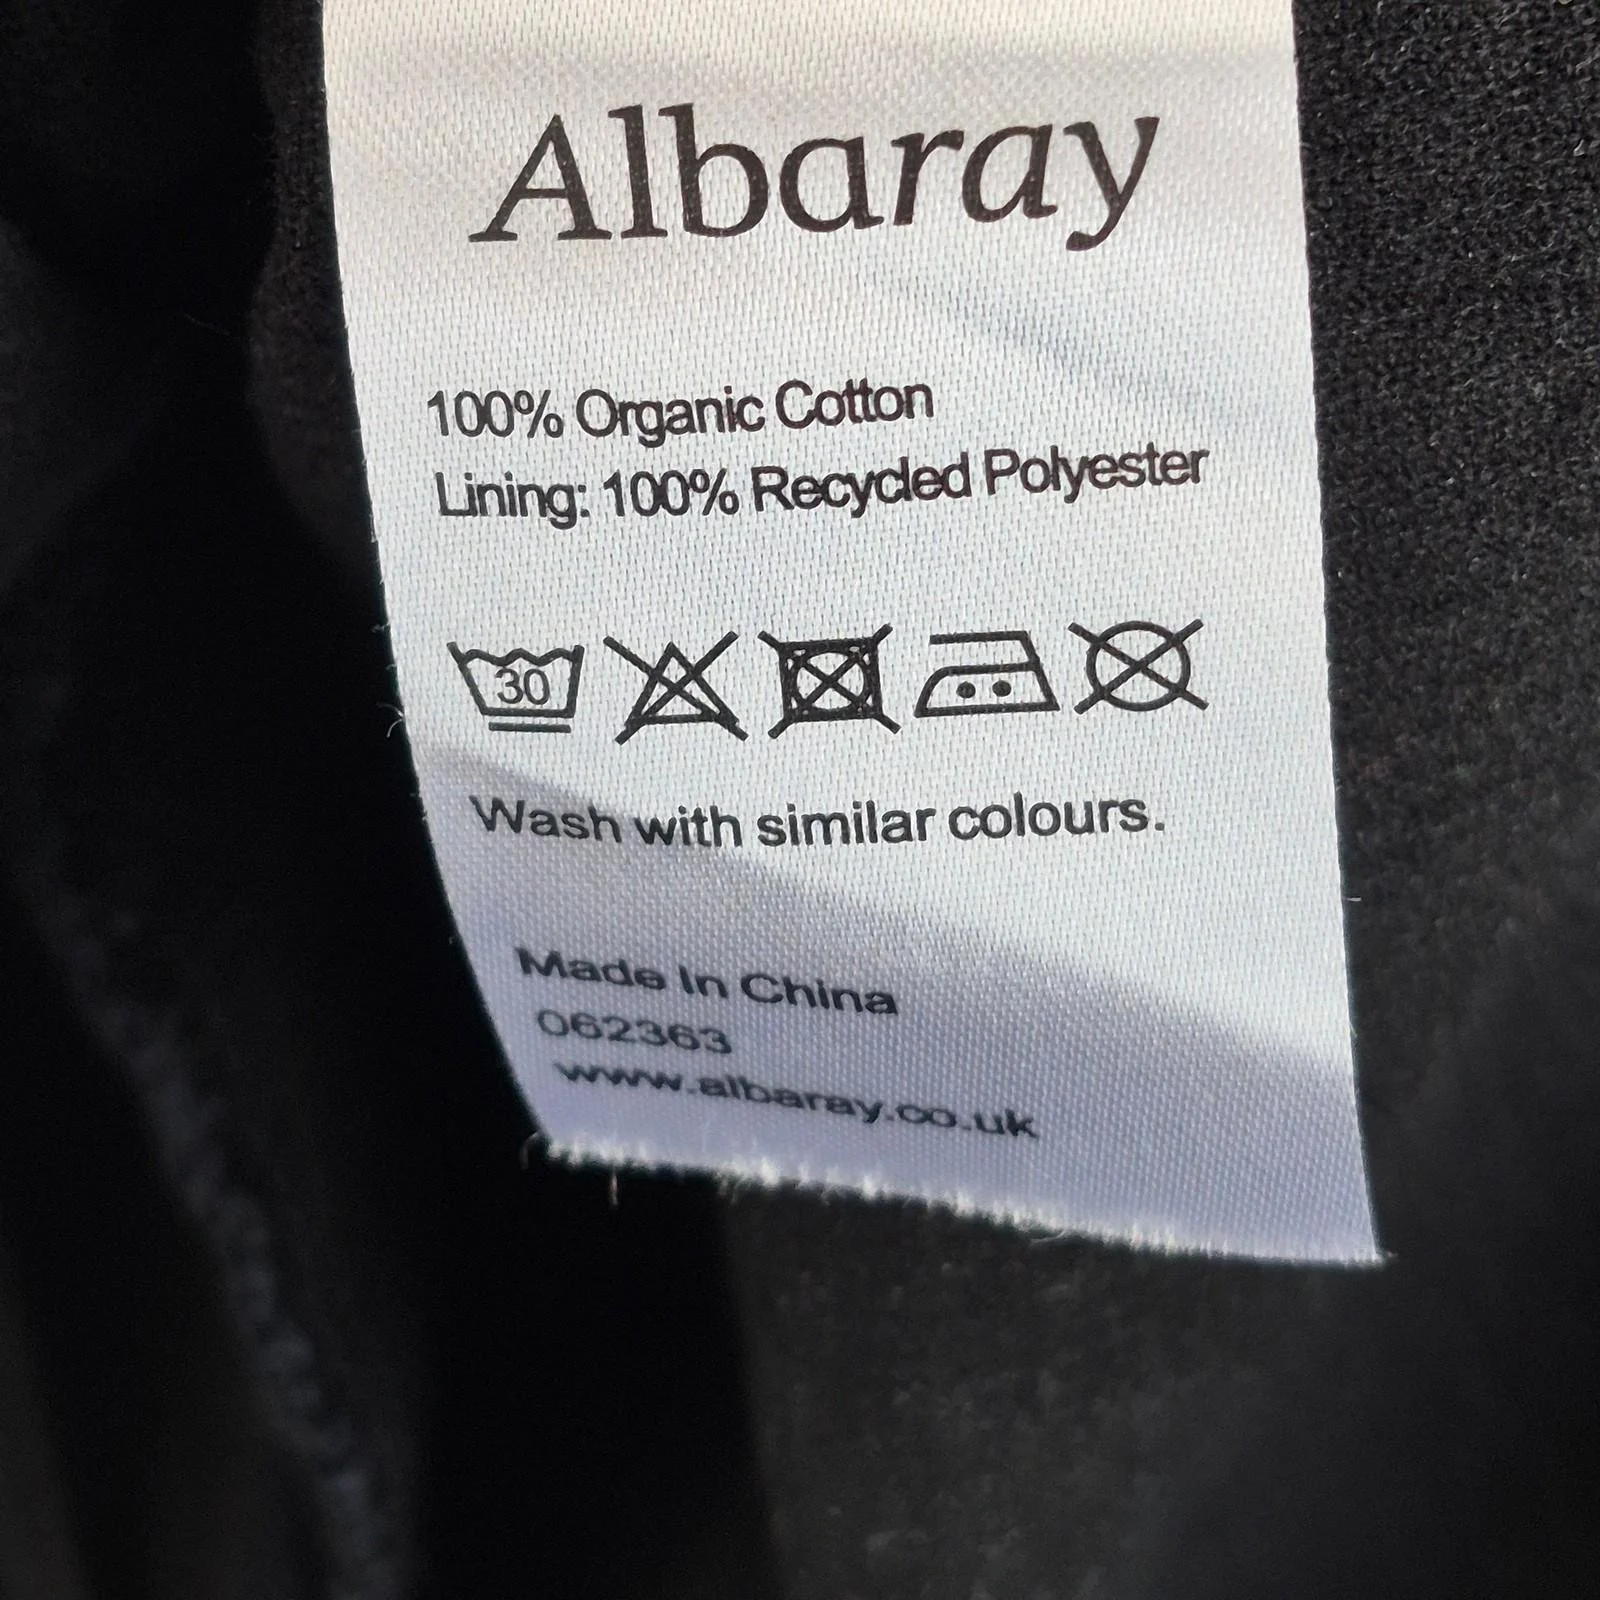 Albaray
100% Organic Cotton
Lining: 100% Recycled Polyester
30
Wash with similar colours.
Made In China
062363
www.albaray.co.uk